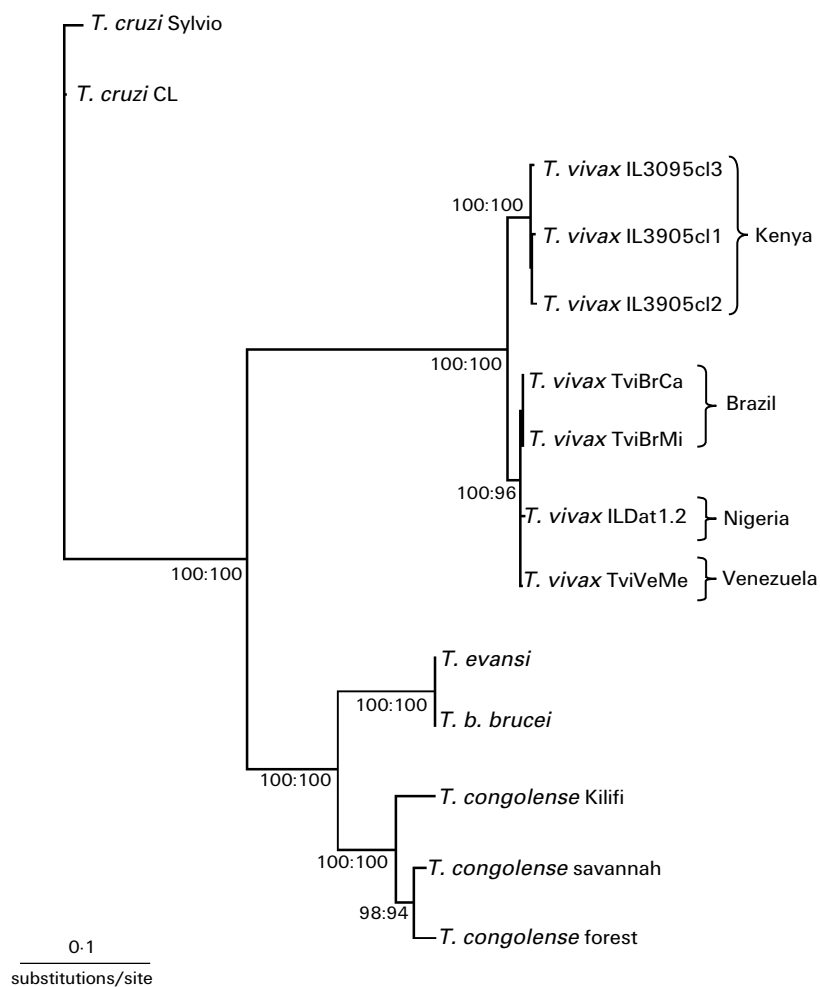 T. cruzi Sylvio
T. cruzi CL
T. vivax IL3095cl3
100:100
T. vivax IL3905cl1
Kenya
T. vivax IL3905cl2
100:100
T. vivax TviBrCa
Brazil
T. vivax TviBrMi
100:96
T. vivax ILDat1.2
Nigeria
100:100
T. vivax TviVeMe
Venezuela
T. evansi
100:100
T. b. brucei
100:100
T. congolense Kilifi
100:100
T. congolense savannah
98:94
T. congolense forest
0·1
substitutions/site